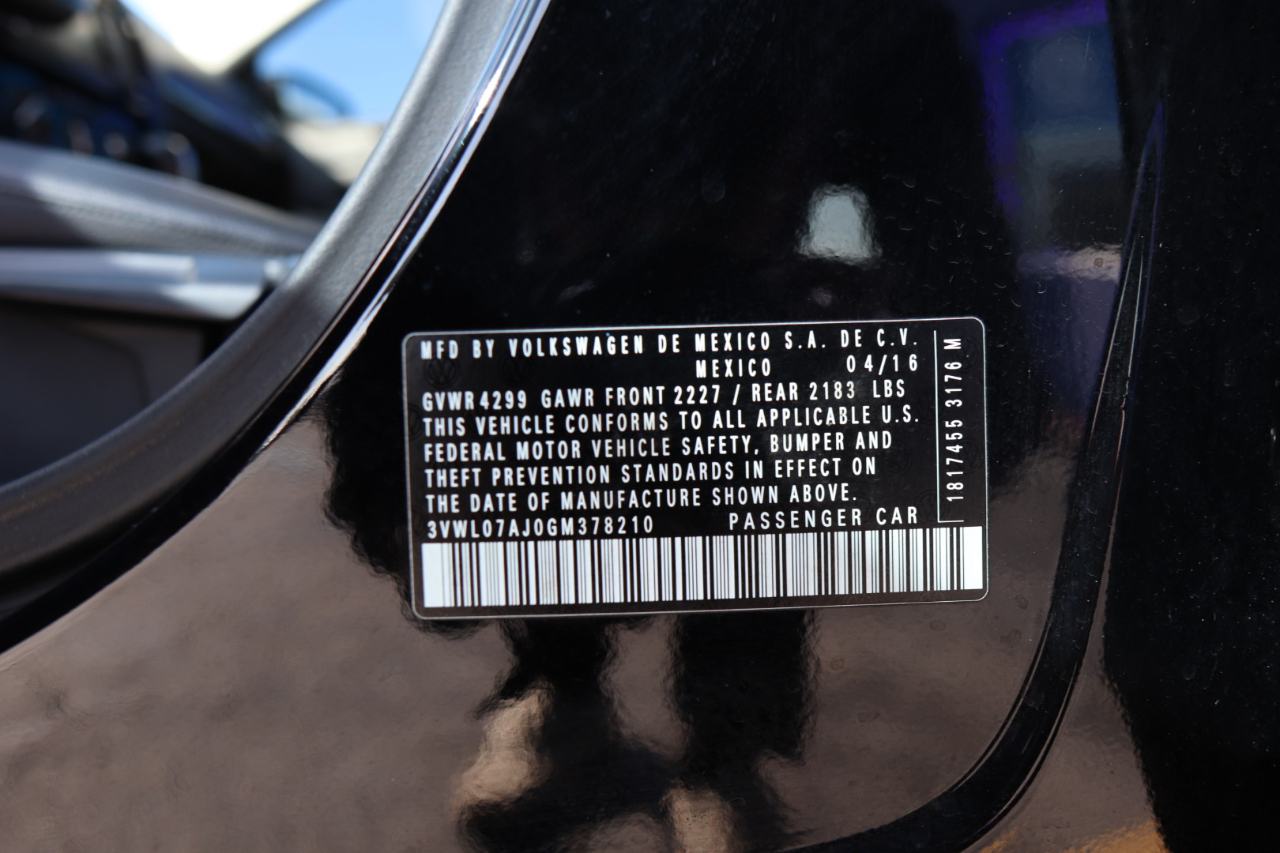 MFD BY VOLKSWAGEN DE MEXICO S.A. DE C.V.
MEXICO 04/16
GVWR 4299 GAWR FRONT 2227 / REAR 2183 LBS
THIS VEHICLE CONFORMS TO ALL APPLICABLE U.S.
FEDERAL MOTOR VEHICLE SAFETY, BUMPER AND
THEFT PREVENTION STANDARDS IN EFFECT ON
THE DATE OF MANUFACTURE SHOWN ABOVE.
3VWL07AJ0GM378210 PASSENGER CAR
1817455 3176 M